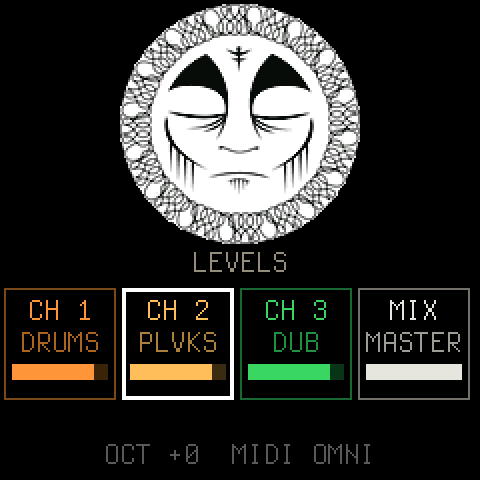 LEVELS
CH 1 CH 2 CH 3 MIX
DRUMS PLVKS DUB MASTER
OCT +0 MIDI OMNI